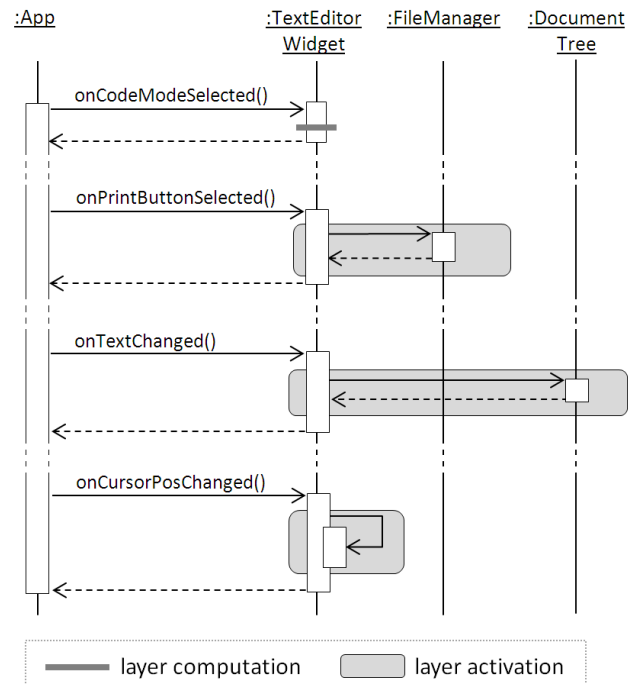 :App :TextEditor :FileManager :Document
Widget Tree
onCodeModeSelected()
onPrintButtonSelected()
onTextChanged()
onCursorPosChanged()
layer computation layer activation